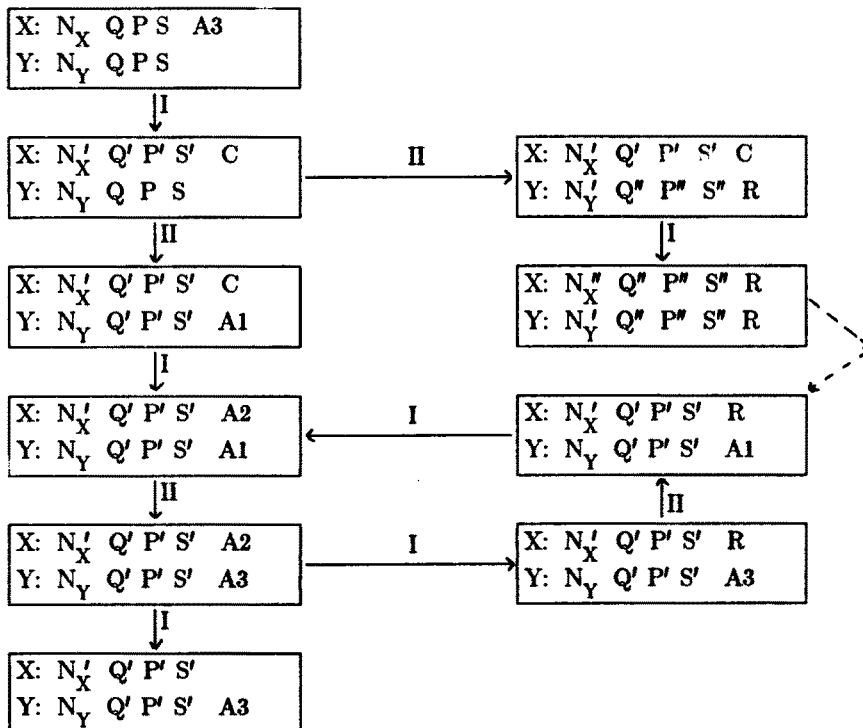 X: N_X Q P S A3
Y: N_Y Q P S
I
X: N_X' Q' P' S' C
Y: N_Y Q P S
II
X: N_X' Q' P' S' C
Y: N_Y' Q" P" S" R
II
I
X: N_X' Q' P' S' C
Y: N_Y Q' P' S' A1
X: N_X" Q" P" S" R
Y: N_Y' Q" P" S" R
I
X: N_X' Q' P' S' A2
Y: N_Y Q' P' S' A1
I
X: N_X' Q' P' S' R
Y: N_Y Q' P' S' A1
II
II
X: N_X' Q' P' S' A2
Y: N_Y Q' P' S' A3
I
X: N_X' Q' P' S' R
Y: N_Y Q' P' S' A3
I
X: N_X' Q' P' S'
Y: N_Y Q' P' S' A3